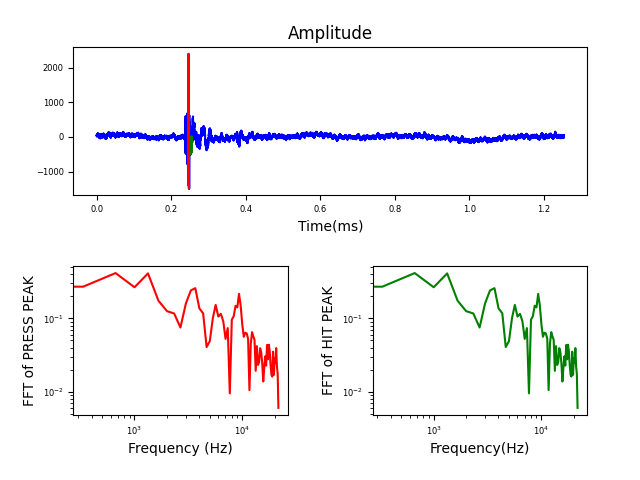 Amplitude
2000
1000
0
−1000
0.0 0.2 0.4 0.6 0.8 1.0 1.2
Time(ms)
FFT of PRESS PEAK
10⁻¹
10⁻²
10³ 10⁴
Frequency (Hz)
FFT of HIT PEAK
10⁻¹
10⁻²
10³ 10⁴
Frequency(Hz)